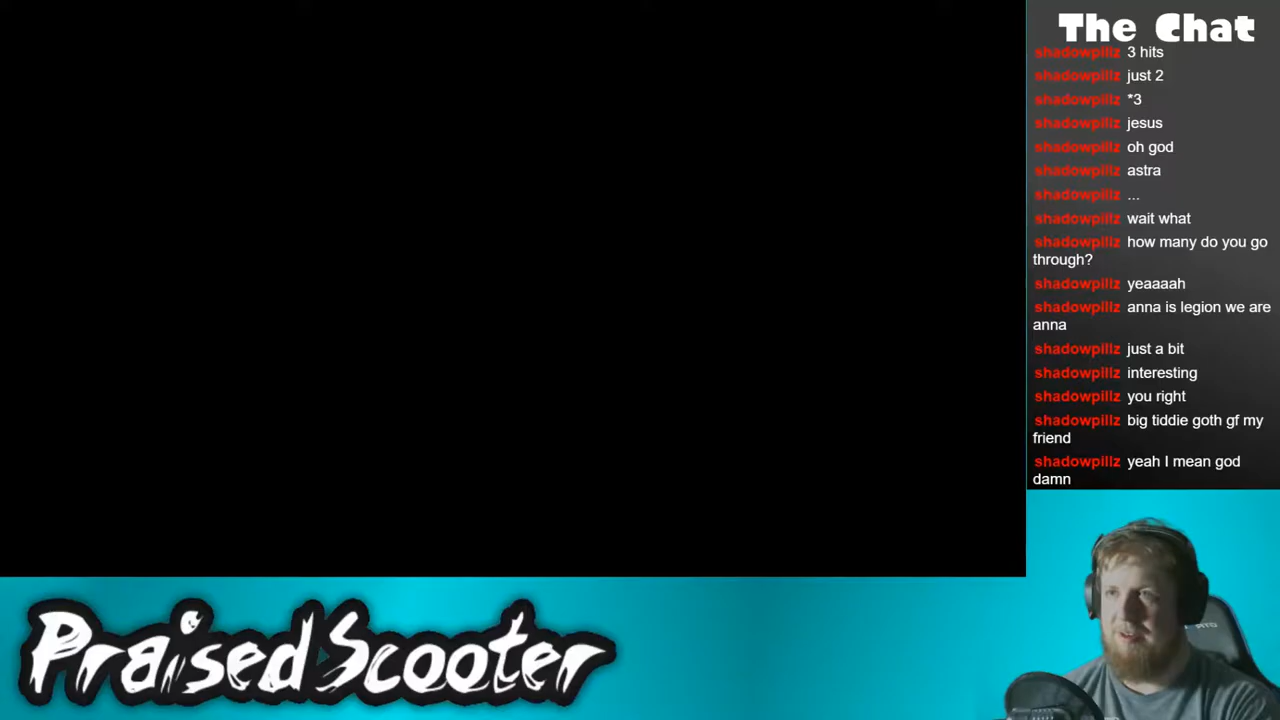 The Chat
shadowpillz 3 hits
shadowpillz just 2
shadowpillz *3
shadowpillz jesus
shadowpillz oh god
shadowpillz astra
shadowpillz ...
shadowpillz wait what
shadowpillz how many do you go
through?
shadowpillz yeaaaah
shadowpillz anna is legion we are
anna
shadowpillz just a bit
shadowpillz interesting
shadowpillz you right
shadowpillz big tiddie goth gf my
friend
shadowpillz yeah I mean god
damn
PraisedScooter